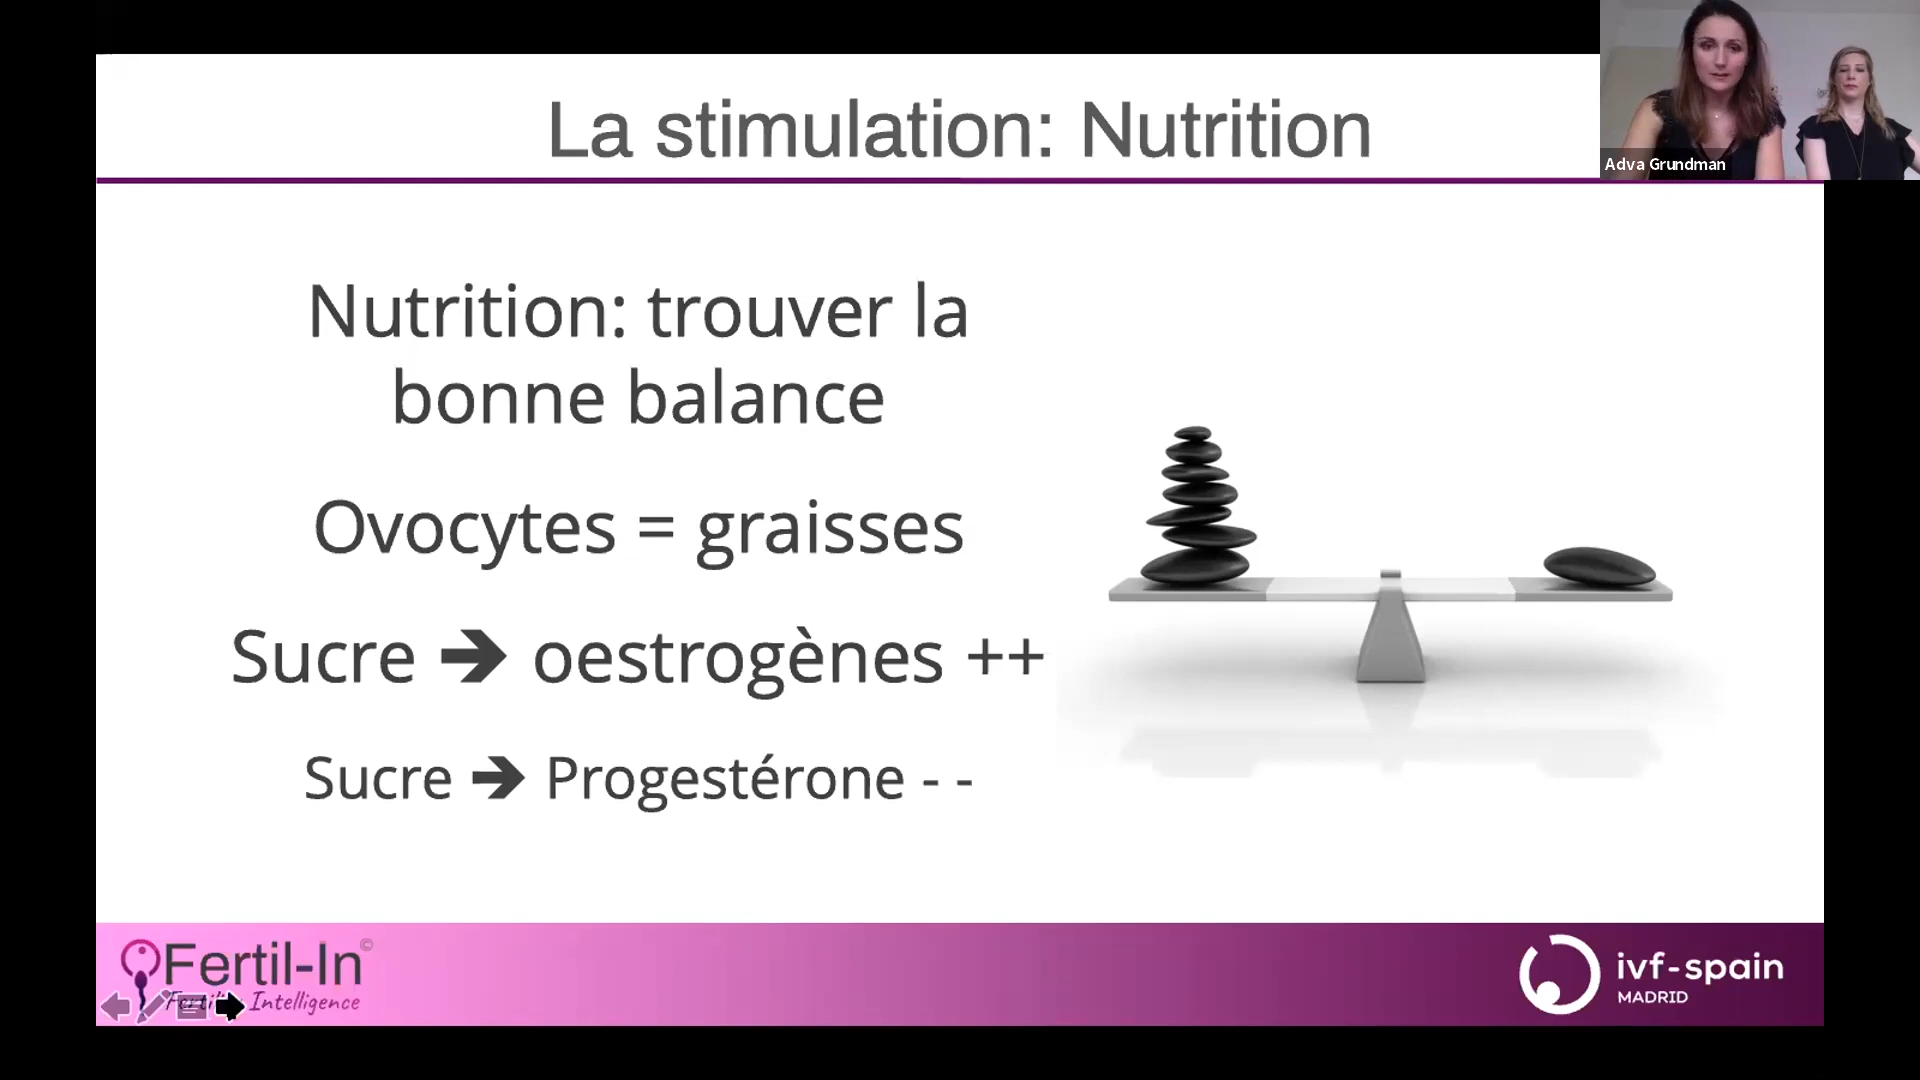 La stimulation: Nutrition
Adva Grundman
Nutrition: trouver la
bonne balance
Ovocytes = graisses
Sucre ➔ oestrogènes ++
Sucre ➔ Progestérone - -
Fertil-In©
Intelligence
ivf-spain
MADRID